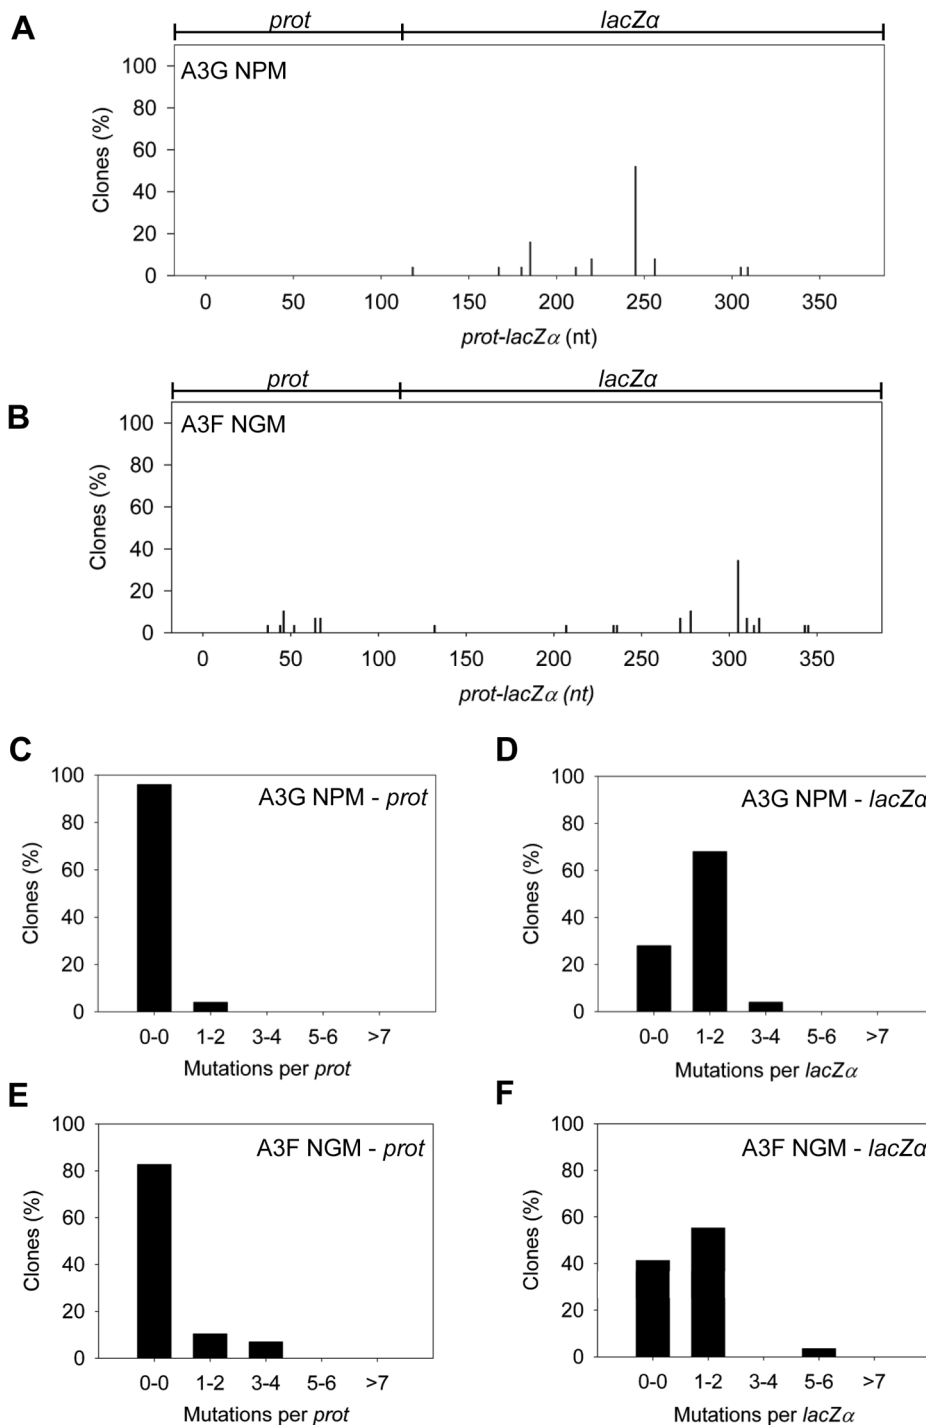 A
prot lacZα
A3G NPM
Clones (%)
100
80
60
40
20
0
0 50 100 150 200 250 300 350
prot-lacZα (nt)
prot lacZα
B
A3F NGM
Clones (%)
100
80
60
40
20
0
0 50 100 150 200 250 300 350
prot-lacZα (nt)
C
A3G NPM - prot
Clones (%)
100
80
60
40
20
0
0-0 1-2 3-4 5-6 >7
Mutations per prot
D
A3G NPM - lacZα
Clones (%)
100
80
60
40
20
0
0-0 1-2 3-4 5-6 >7
Mutations per lacZα
E
A3F NGM - prot
Clones (%)
100
80
60
40
20
0
0-0 1-2 3-4 5-6 >7
Mutations per prot
F
A3F NGM - lacZα
Clones (%)
100
80
60
40
20
0
0-0 1-2 3-4 5-6 >7
Mutations per lacZα